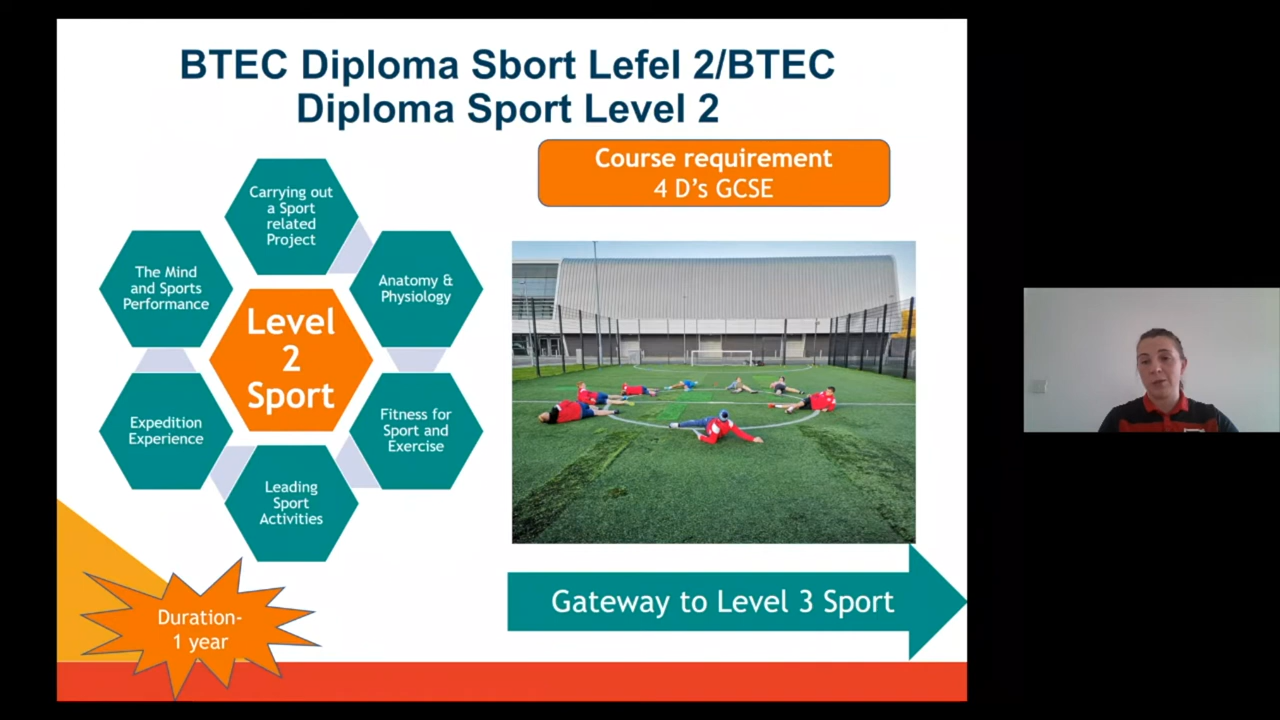 BTEC Diploma Sbort Lefel 2/BTEC
Diploma Sport Level 2
Course requirement
4 D's GCSE
Carrying out
a Sport
related
Project
Anatomy &
Physiology
Fitness for
Sport and
Exercise
Leading
Sport
Activities
Expedition
Experience
The Mind
and Sports
Performance
Level
2
Sport
Duration-
1 year
Gateway to Level 3 Sport